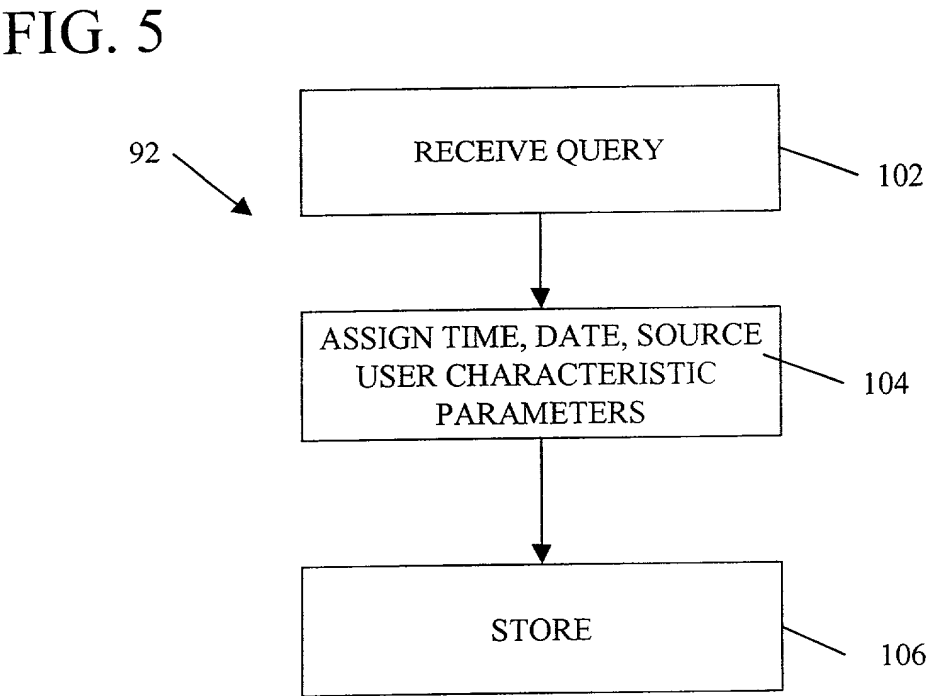 FIG. 5
RECEIVE QUERY
92
102
ASSIGN TIME, DATE, SOURCE
USER CHARACTERISTIC
PARAMETERS
104
STORE
106